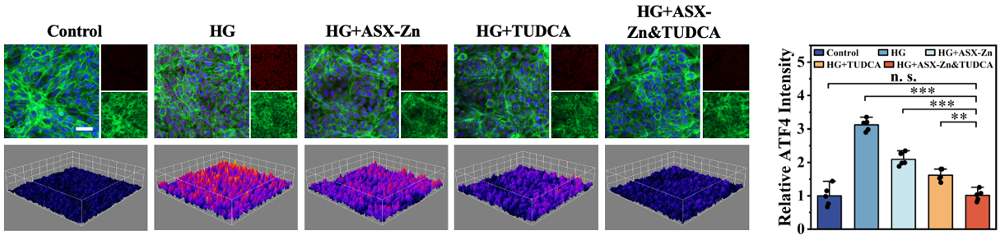 Control
HG
HG+ASX-Zn
HG+TUDCA
HG+ASX-
Zn&TUDCA
Relative ATF4 Intensity
5
4
3
2
1
0
Control HG HG+ASX-Zn
HG+TUDCA HG+ASX-Zn&TUDCA
n. s.
***
***
**